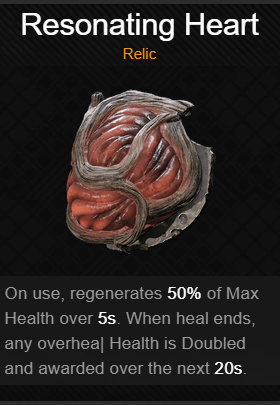 Resonating Heart
Relic
On use, regenerates 50% of Max
Health over 5s. When heal ends,
any overhea| Health is Doubled
and awarded over the next 20s.